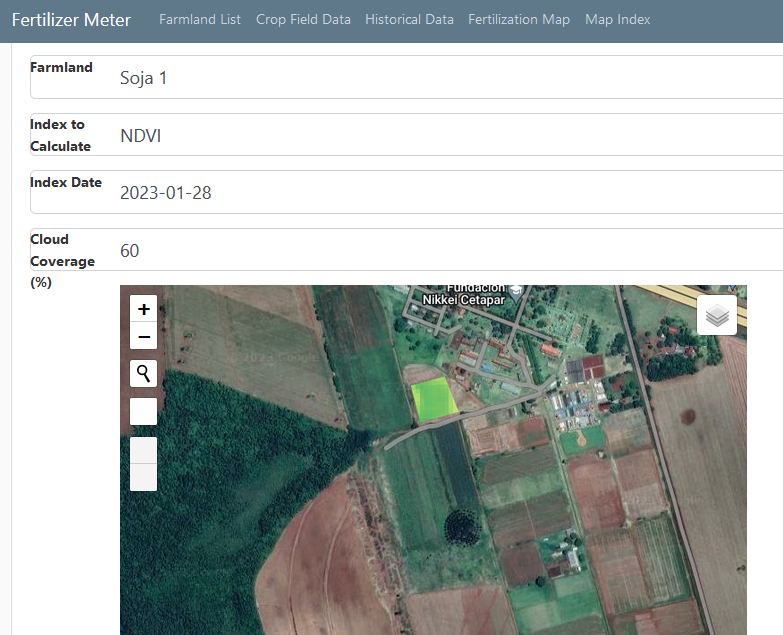 Fertilizer Meter Farmland List Crop Field Data Historical Data Fertilization Map Map Index
Farmland
Soja 1
Index to
Calculate
NDVI
Index Date
2023-01-28
Cloud
Coverage
(%)
60
+
−
Fundación
Nikkei Cetapar